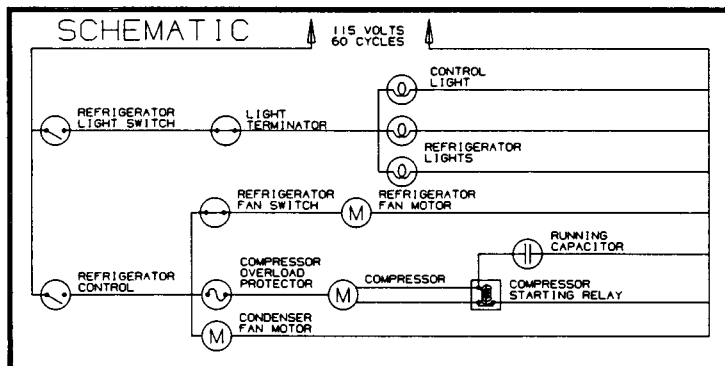 SCHEMATIC
115 VOLTS
60 CYCLES
CONTROL
LIGHT
REFRIGERATOR
LIGHT SWITCH
LIGHT
TERMINATOR
REFRIGERATOR
LIGHTS
REFRIGERATOR
FAN SWITCH
M
REFRIGERATOR
FAN MOTOR
RUNNING
CAPACITOR
REFRIGERATOR
CONTROL
COMPRESSOR
OVERLOAD
PROTECTOR
M
COMPRESSOR
COMPRESSOR
STARTING RELAY
M
CONDENSER
FAN MOTOR